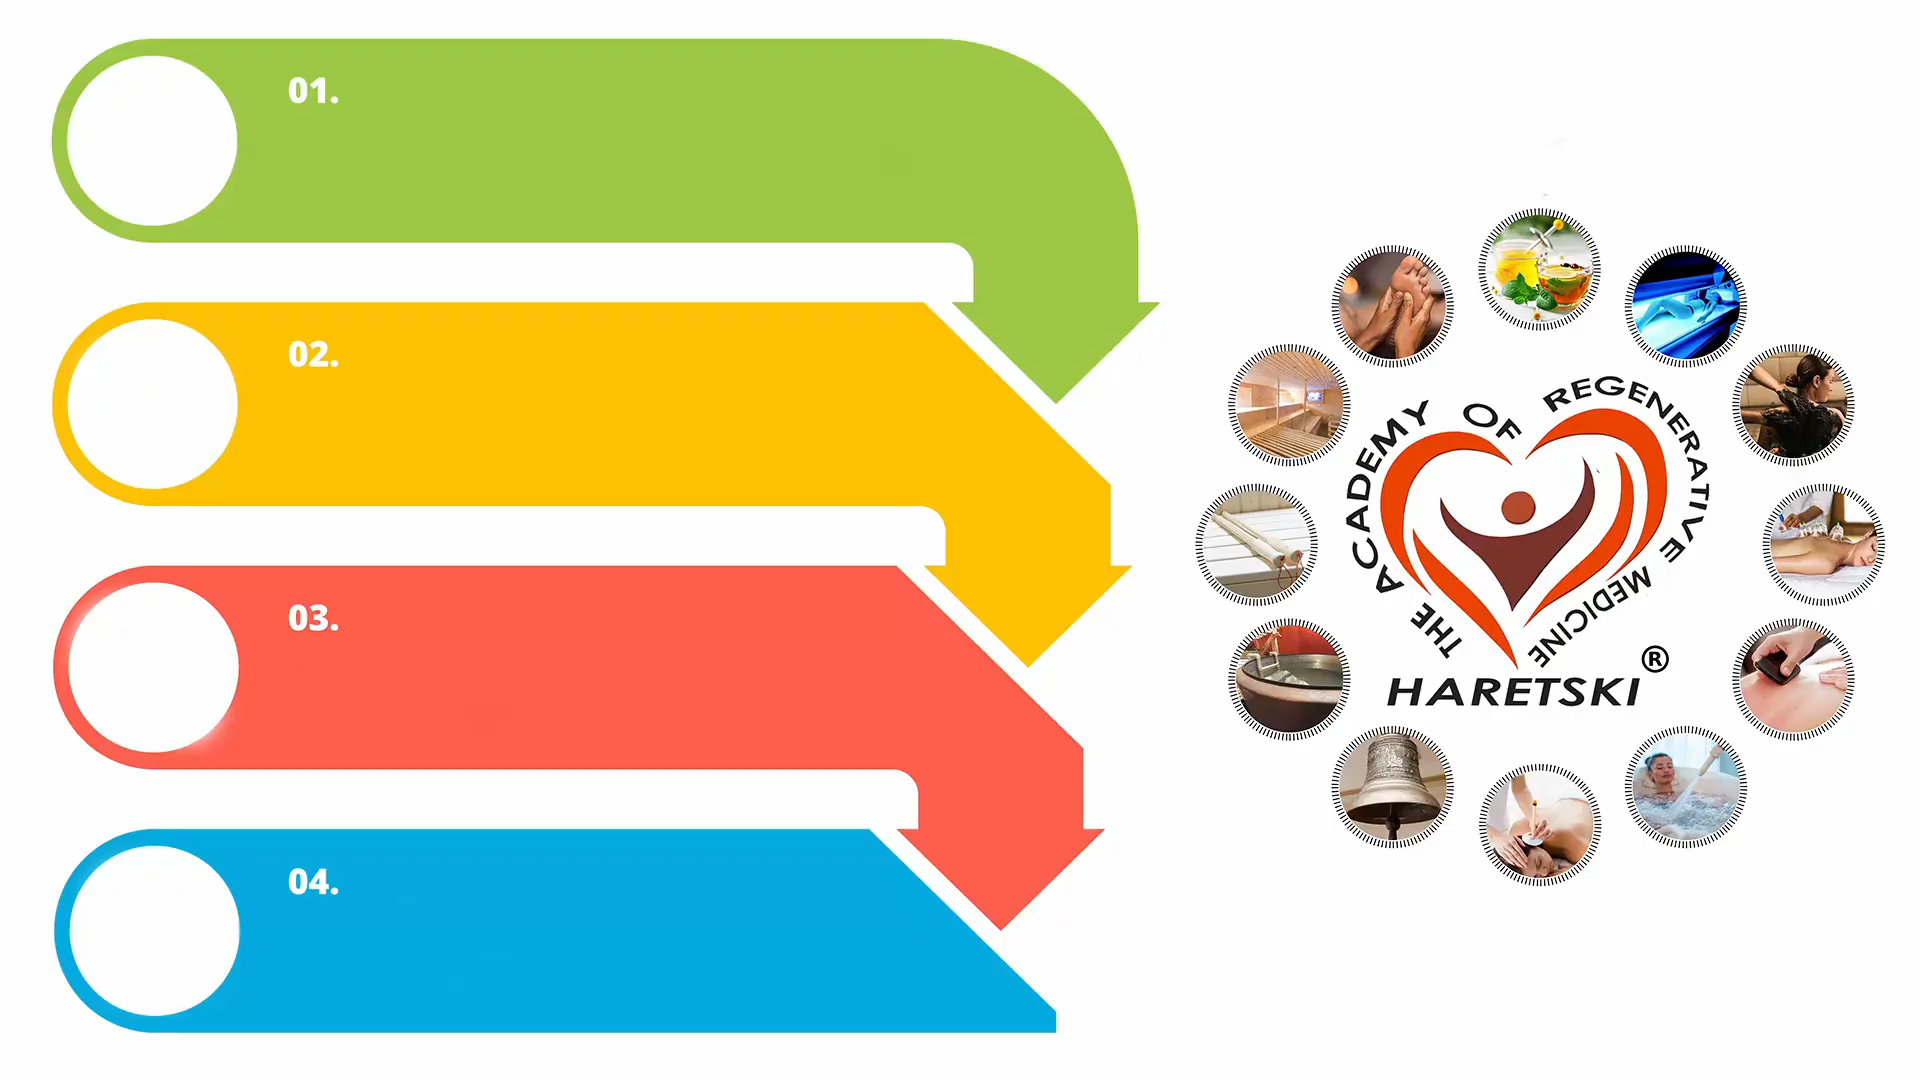 01.
02.
03.
04.
THE ACADEMY OF REGENERATIVE MEDICINE
HARETSKI®